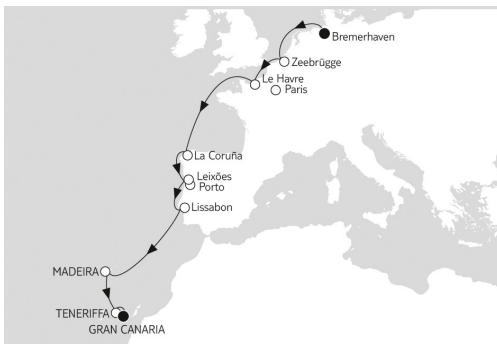 Bremerhaven
Zeebrügge
Le Havre
Paris
La Coruña
Leixões
Porto
Lissabon
MADEIRA
TENERIFFA
GRAN CANARIA